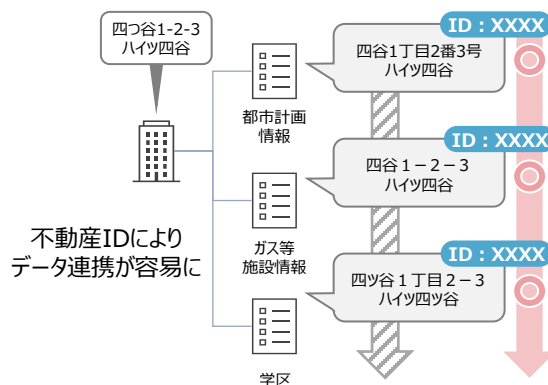 四つ谷1-2-3
ハイツ四谷
都市計画
情報
ID：XXXX
四谷1丁目2番3号
ハイツ四谷
ガス等
施設情報
ID：XXXX
四谷１－２－３
ハイツ四谷
学区
ID：XXXX
四ツ谷１丁目２－３
ハイツ四ツ谷
不動産IDにより
データ連携が容易に